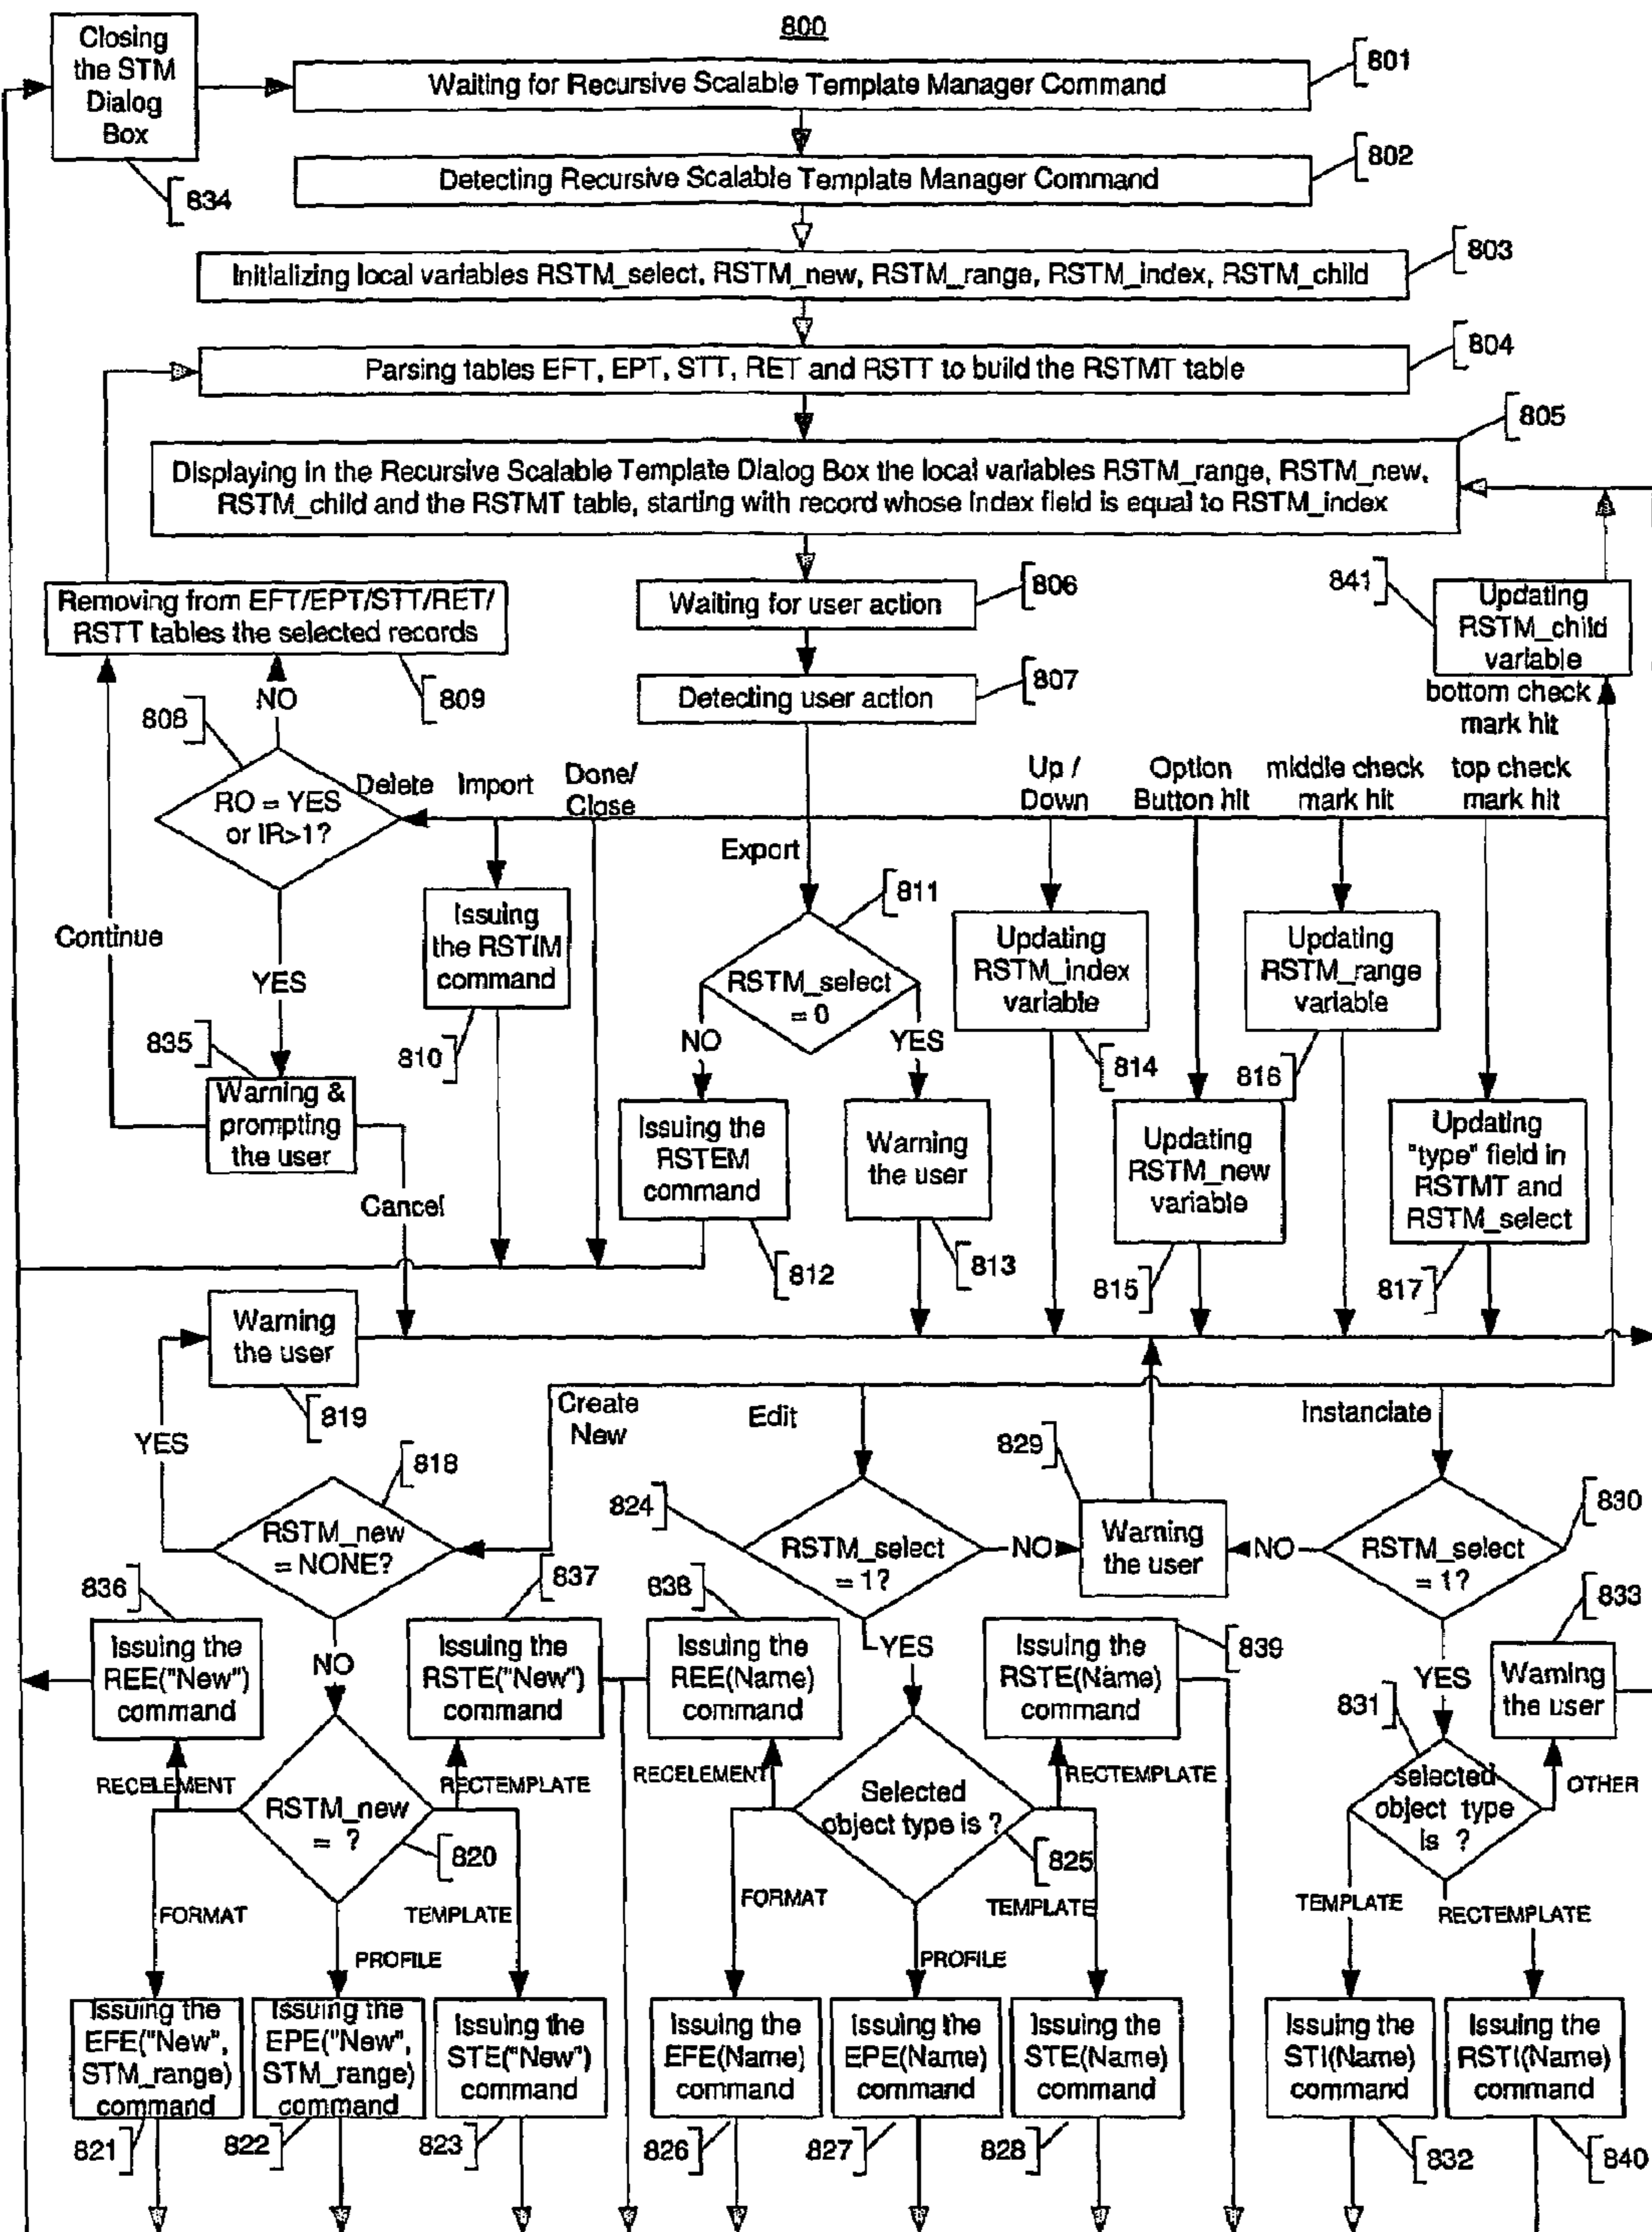 800
Closing
the STM
Dialog
Box
834
Waiting for Recursive Scalable Template Manager Command
801
Detecting Recursive Scalable Template Manager Command
802
Initializing local variables RSTM_select, RSTM_new, RSTM_range, RSTM_index, RSTM_child
803
Parsing tables EFT, EPT, STT, RET and RSTT to build the RSTMT table
804
805
Displaying in the Recursive Scalable Template Dialog Box the local variables RSTM_range, RSTM_new,
RSTM_child and the RSTMT table, starting with record whose Index field is equal to RSTM_index
Removing from EFT/EPT/STT/RET/
RSTT tables the selected records
809
Waiting for user action
806
841
Updating
RSTM_child
variable
Detecting user action
807
bottom check
mark hit
NO
808
RO = YES
or IR>1?
Delete
Import
Done/
Close
Export
Up /
Down
Option
Button hit
middle check
mark hit
top check
mark hit
Continue
YES
835
Warning &
prompting
the user
Cancel
Issuing
the RSTIM
command
810
811
RSTM_select
= 0
NO
YES
Issuing the
RSTEM
command
812
Warning
the user
813
Updating
RSTM_index
variable
814
Updating
RSTM_new
variable
815
Updating
RSTM_range
variable
816
Updating
"type" field in
RSTMT and
RSTM_select
817
Warning
the user
819
YES
Create
New
Edit
Instanciate
818
RSTM_new
= NONE?
NO
824
RSTM_select
= 1?
NO
YES
829
Warning
the user
NO
830
RSTM_select
= 1?
YES
836
Issuing the
REE("New")
command
837
Issuing the
RSTE("New")
command
838
Issuing the
REE(Name)
command
839
Issuing the
RSTE(Name)
command
833
Warning
the user
RECELEMENT
RECTEMPLATE
RSTM_new
= ?
820
RECELEMENT
RECTEMPLATE
Selected
object type is ?
825
831
selected
object type
is ?
OTHER
FORMAT
PROFILE
TEMPLATE
FORMAT
PROFILE
TEMPLATE
TEMPLATE
RECTEMPLATE
Issuing the
EFE("New",
STM_range)
command
821
Issuing the
EPE("New",
STM_range)
command
822
Issuing the
STE("New")
command
823
Issuing the
EFE(Name)
command
826
Issuing the
EPE(Name)
command
827
Issuing the
STE(Name)
command
828
Issuing the
STI(Name)
command
832
Issuing the
RSTI(Name)
command
840